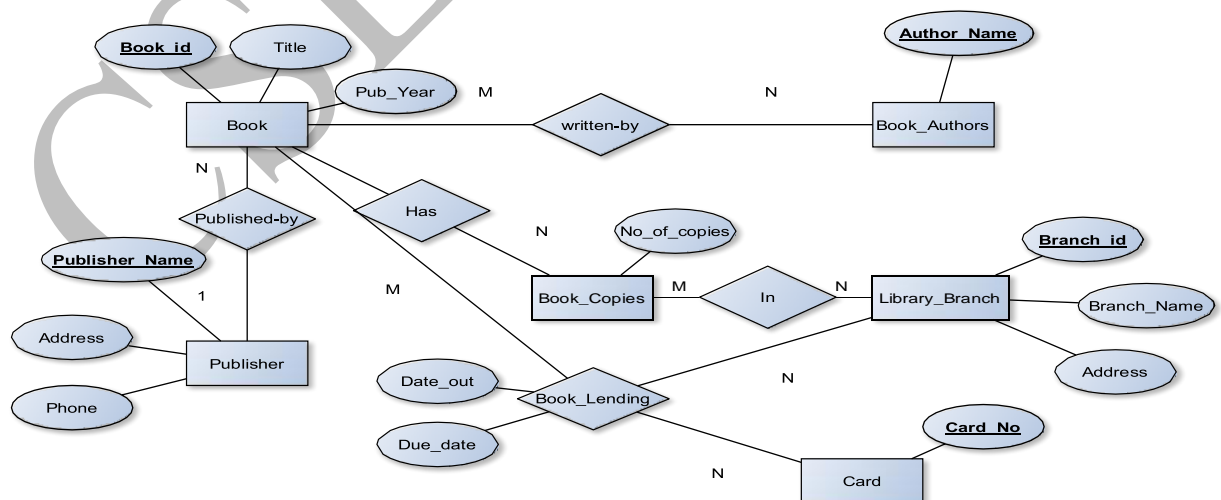 Author_Name
Book_id
Title
Pub_Year
M
N
Book
written-by
Book_Authors
N
Published-by
Has
N
No_of_copies
Branch_id
Publisher_Name
1
M
Book_Copies
M
In
N
Library_Branch
Branch_Name
Address
Publisher
Phone
Date_out
Book_Lending
N
Address
Due_date
Card_No
N
Card